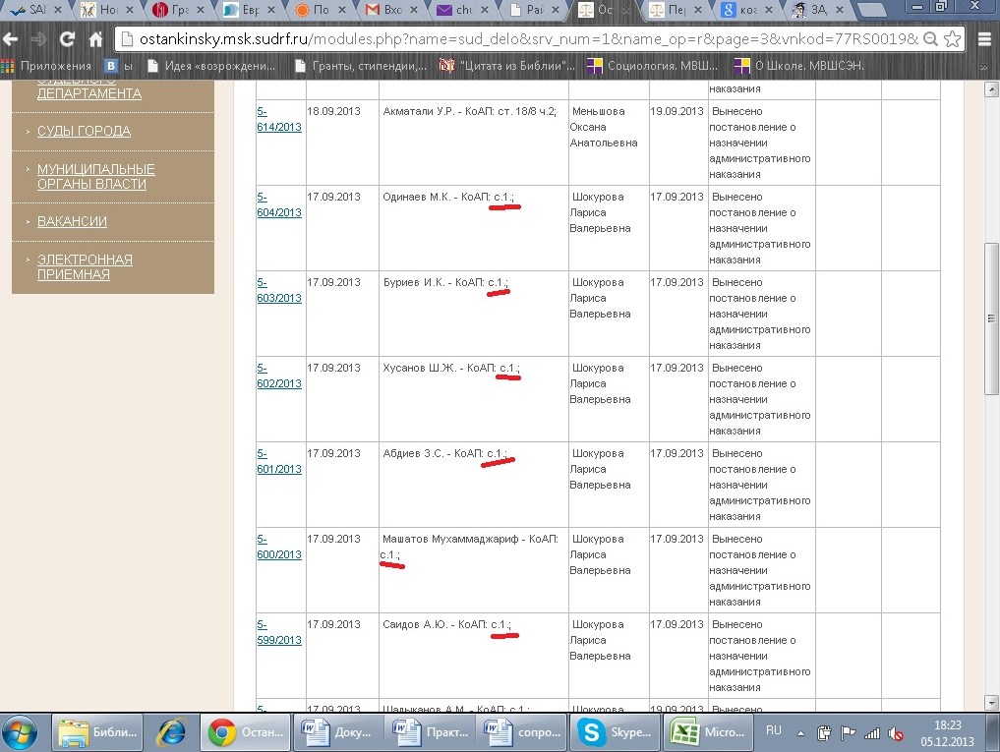 SAI
Нов
Гра
Евр
По
Вхо
Рай
Ос
Пер
коа
ЗА
ostankinsky.msk.sudrf.ru/modules.php?name=sud_delo&srv_num=1&name_op=r&page=3&vnkod=77RS0019&
Приложения
В ы
Идея «возрождени...
Гранты, стипендии,...
"Цитата из Библии"...
Социология. МВШ...
О Школе. МВШСЭН.
»
СУДЕБНОГО
ДЕПАРТАМЕНТА
СУДЫ ГОРОДА
МУНИЦИПАЛЬНЫЕ
ОРГАНЫ ВЛАСТИ
ВАКАНСИИ
ЭЛЕКТРОННАЯ
ПРИЕМНАЯ
наказания
5- 18.09.2013 Акматали У.Р. - КоАП: ст. 18/8 ч.2; Меньшова 19.09.2013 Вынесено
614/2013 Оксана постановление о
Анатольевна назначении
административного
наказания
5- 17.09.2013 Одинаев М.К. - КоАП: с.1.; Шокурова 17.09.2013 Вынесено
604/2013 Лариса постановление о
Валерьевна назначении
административного
наказания
5- 17.09.2013 Буриев И.К. - КоАП: с.1.; Шокурова 17.09.2013 Вынесено
603/2013 Лариса постановление о
Валерьевна назначении
административного
наказания
5- 17.09.2013 Хусанов Ш.Ж. - КоАП: с.1.; Шокурова 17.09.2013 Вынесено
602/2013 Лариса постановление о
Валерьевна назначении
административного
наказания
5- 17.09.2013 Абдиев З.С. - КоАП: с.1.; Шокурова 17.09.2013 Вынесено
601/2013 Лариса постановление о
Валерьевна назначении
административного
наказания
5- 17.09.2013 Машатов Мухаммаджариф - КоАП: Шокурова 17.09.2013 Вынесено
600/2013 с.1.; Лариса постановление о
Валерьевна назначении
административного
наказания
5- 17.09.2013 Саидов А.Ю. - КоАП: с.1.; Шокурова 17.09.2013 Вынесено
599/2013 Лариса постановление о
Валерьевна назначении
административного
наказания
5- 17.09.2013 Шадыканов А.М. - КоАП: с.1.; Шокурова 19.09.2013 Вынесено
Библи...
Остан...
Доку...
Практ...
сопро...
Skype...
Micro...
RU
18:23
05.12.2013